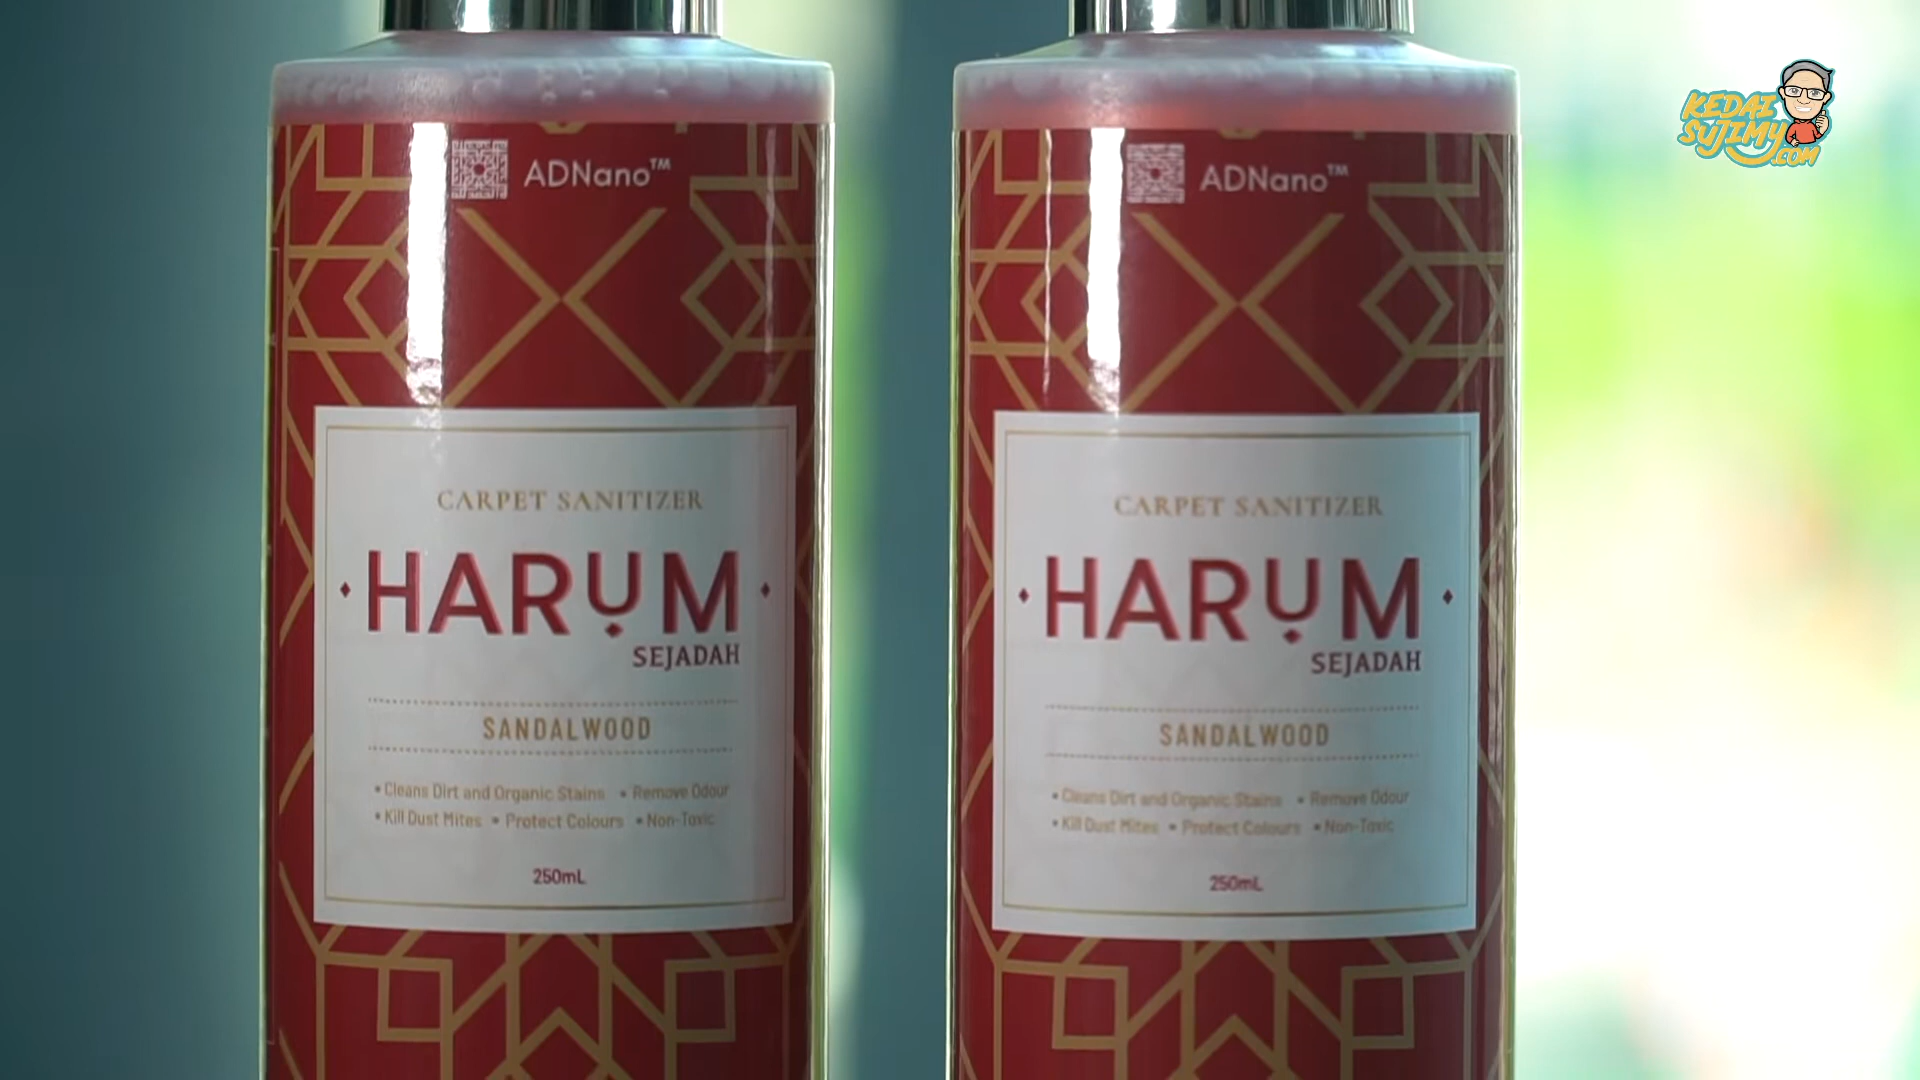 ADNano™
CARPET SANITIZER
HARUM
SEJADAH
SANDALWOOD
• Cleans Dirt and Organic Stains • Remove Odour
• Kill Dust Mites • Protect Colours • Non-Toxic
250mL
ADNano™
CARPET SANITIZER
HARUM
SEJADAH
SANDALWOOD
• Cleans Dirt and Organic Stains • Remove Odour
• Kill Dust Mites • Protect Colours • Non-Toxic
250mL
KEDAI
SUJIMY
.COM